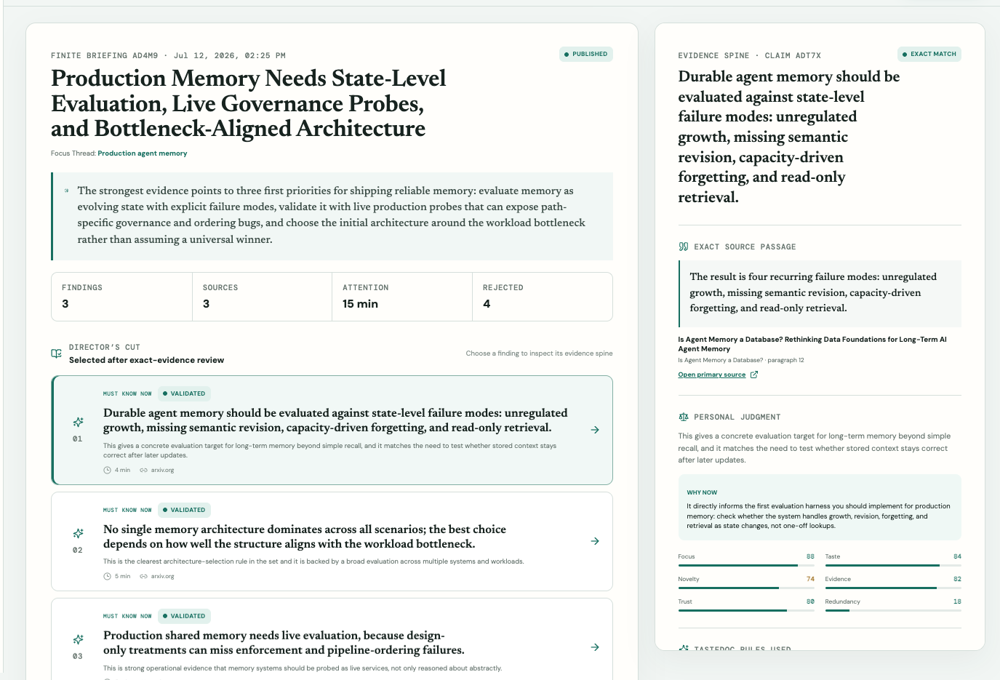 FINITE BRIEFING AD4M9 · Jul 12, 2026, 02:25 PM
PUBLISHED
Production Memory Needs State-Level
Evaluation, Live Governance Probes,
and Bottleneck-Aligned Architecture
Focus Thread: Production agent memory
The strongest evidence points to three first priorities for shipping reliable memory: evaluate memory as
evolving state with explicit failure modes, validate it with live production probes that can expose path-
specific governance and ordering bugs, and choose the initial architecture around the workload bottleneck
rather than assuming a universal winner.
FINDINGS
3
SOURCES
3
ATTENTION
15 min
REJECTED
4
DIRECTOR’S CUT
Selected after exact-evidence review
Choose a finding to inspect its evidence spine
MUST KNOW NOW
VALIDATED
01
Durable agent memory should be evaluated against state-level failure modes: unregulated
growth, missing semantic revision, capacity-driven forgetting, and read-only retrieval.
This gives a concrete evaluation target for long-term memory beyond simple recall, and it matches the need to test whether stored context stays
correct after later updates.
4 min
arxiv.org
MUST KNOW NOW
VALIDATED
02
No single memory architecture dominates across all scenarios; the best choice
depends on how well the structure aligns with the workload bottleneck.
This is the clearest architecture-selection rule in the set and it is backed by a broad evaluation across multiple systems and workloads.
5 min
arxiv.org
MUST KNOW NOW
VALIDATED
03
Production shared memory needs live evaluation, because design-
only treatments can miss enforcement and pipeline-ordering failures.
This is strong operational evidence that memory systems should be probed as live services, not only reasoned about abstractly.
EVIDENCE SPINE · CLAIM ADT7X
EXACT MATCH
Durable agent memory should be
evaluated against state-level
failure modes: unregulated
growth, missing semantic
revision, capacity-driven
forgetting, and read-only
retrieval.
EXACT SOURCE PASSAGE
The result is four recurring failure modes: unregulated
growth, missing semantic revision, capacity-driven
forgetting, and read-only retrieval.
Is Agent Memory a Database? Rethinking Data Foundations for Long-Term AI
Agent Memory
Is Agent Memory a Database? · paragraph 12
Open primary source
PERSONAL JUDGMENT
This gives a concrete evaluation target for long-term memory beyond simple
recall, and it matches the need to test whether stored context stays correct
after later updates.
WHY NOW
It directly informs the first evaluation harness you should implement for production
memory: check whether the system handles growth, revision, forgetting, and
retrieval as state changes, not one-off lookups.
Focus 88
Taste 84
Novelty 74
Evidence 82
Trust 80
Redundancy 18
TASTEDOC RULES USED